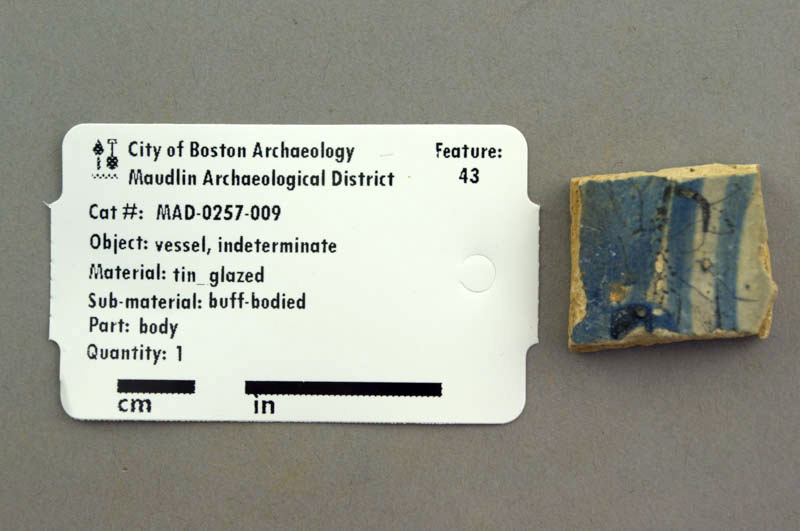 City of Boston Archaeology
Maudlin Archaeological District
Feature:
43
Cat #: MAD-0257-009
Object: vessel, indeterminate
Material: tin_glazed
Sub-material: buff-bodied
Part: body
Quantity: 1
cm in